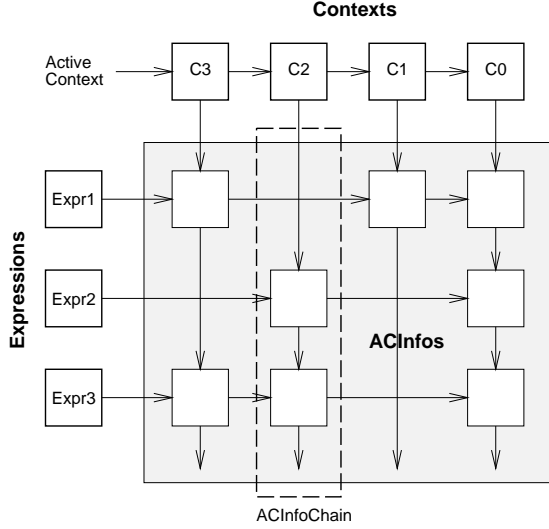 Contexts
Active
Context
C3
C2
C1
C0
Expressions
Expr1
Expr2
ACInfos
Expr3
ACInfoChain